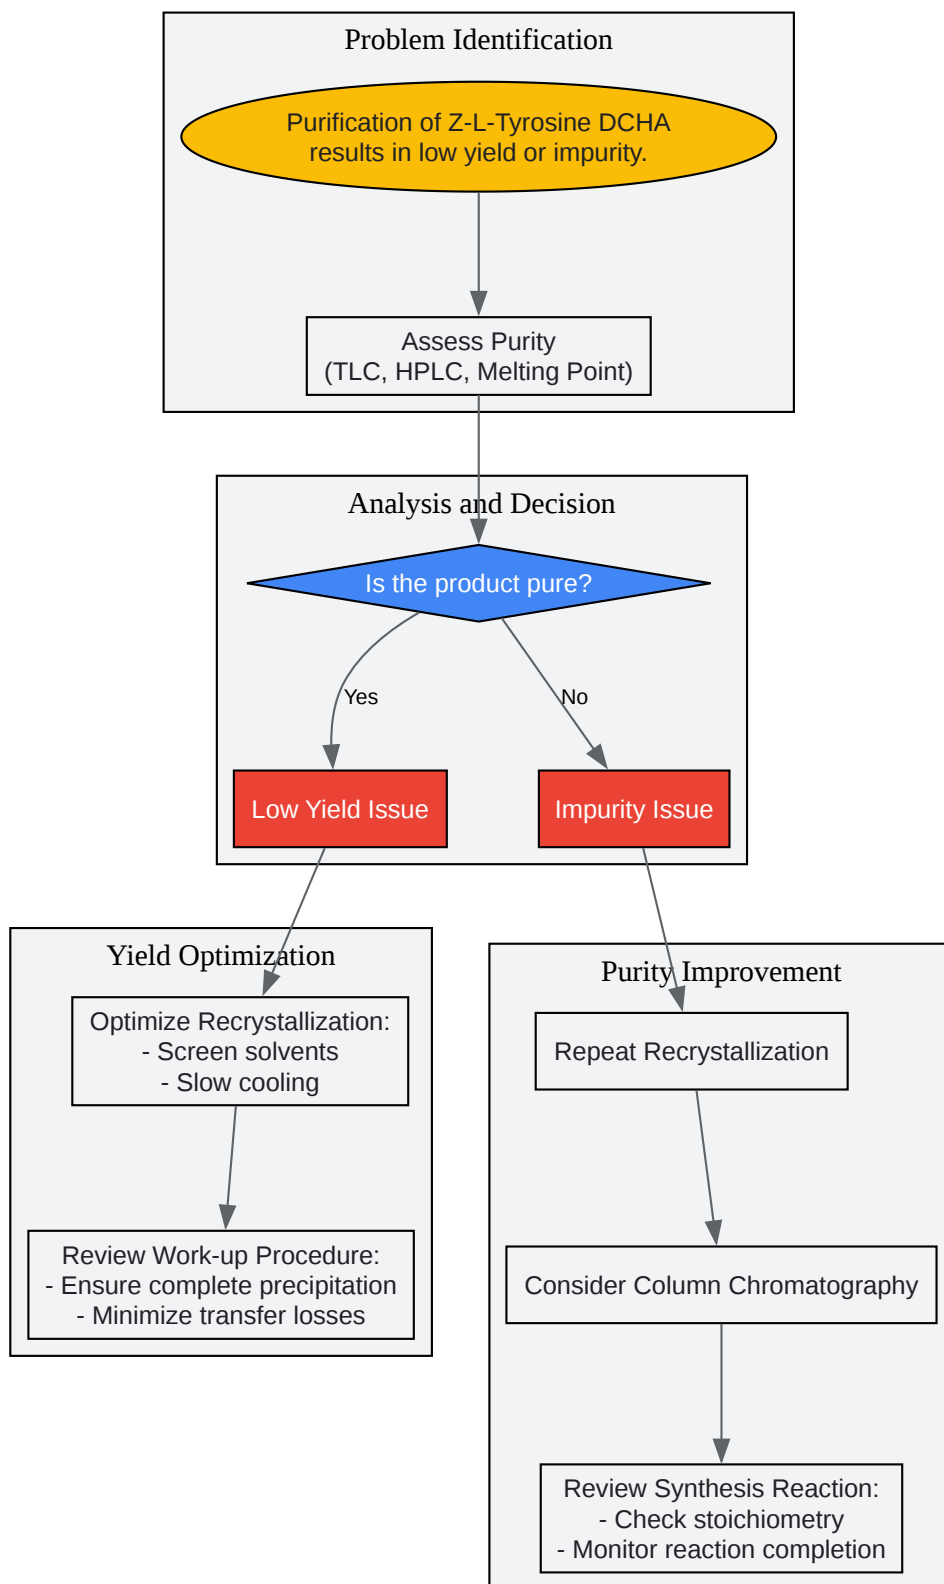 Problem Identification
Purification of Z-L-Tyrosine DCHA
results in low yield or impurity.
Assess Purity
(TLC, HPLC, Melting Point)
Analysis and Decision
Is the product pure?
Yes
No
Low Yield Issue
Impurity Issue
Yield Optimization
Optimize Recrystallization:
- Screen solvents
- Slow cooling
Review Work-up Procedure:
- Ensure complete precipitation
- Minimize transfer losses
Purity Improvement
Repeat Recrystallization
Consider Column Chromatography
Review Synthesis Reaction:
- Check stoichiometry
- Monitor reaction completion